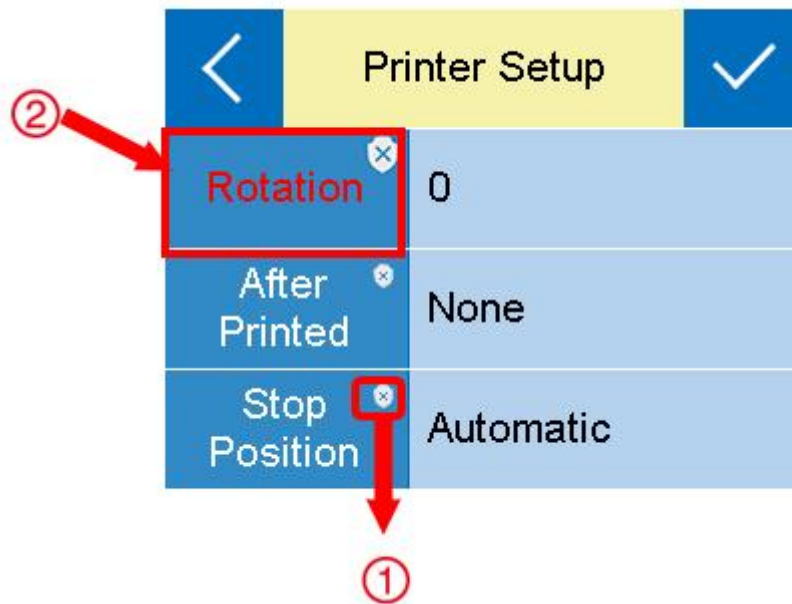 Printer Setup
②
Rotation 0
After
Printed
None
Stop
Position
Automatic
①